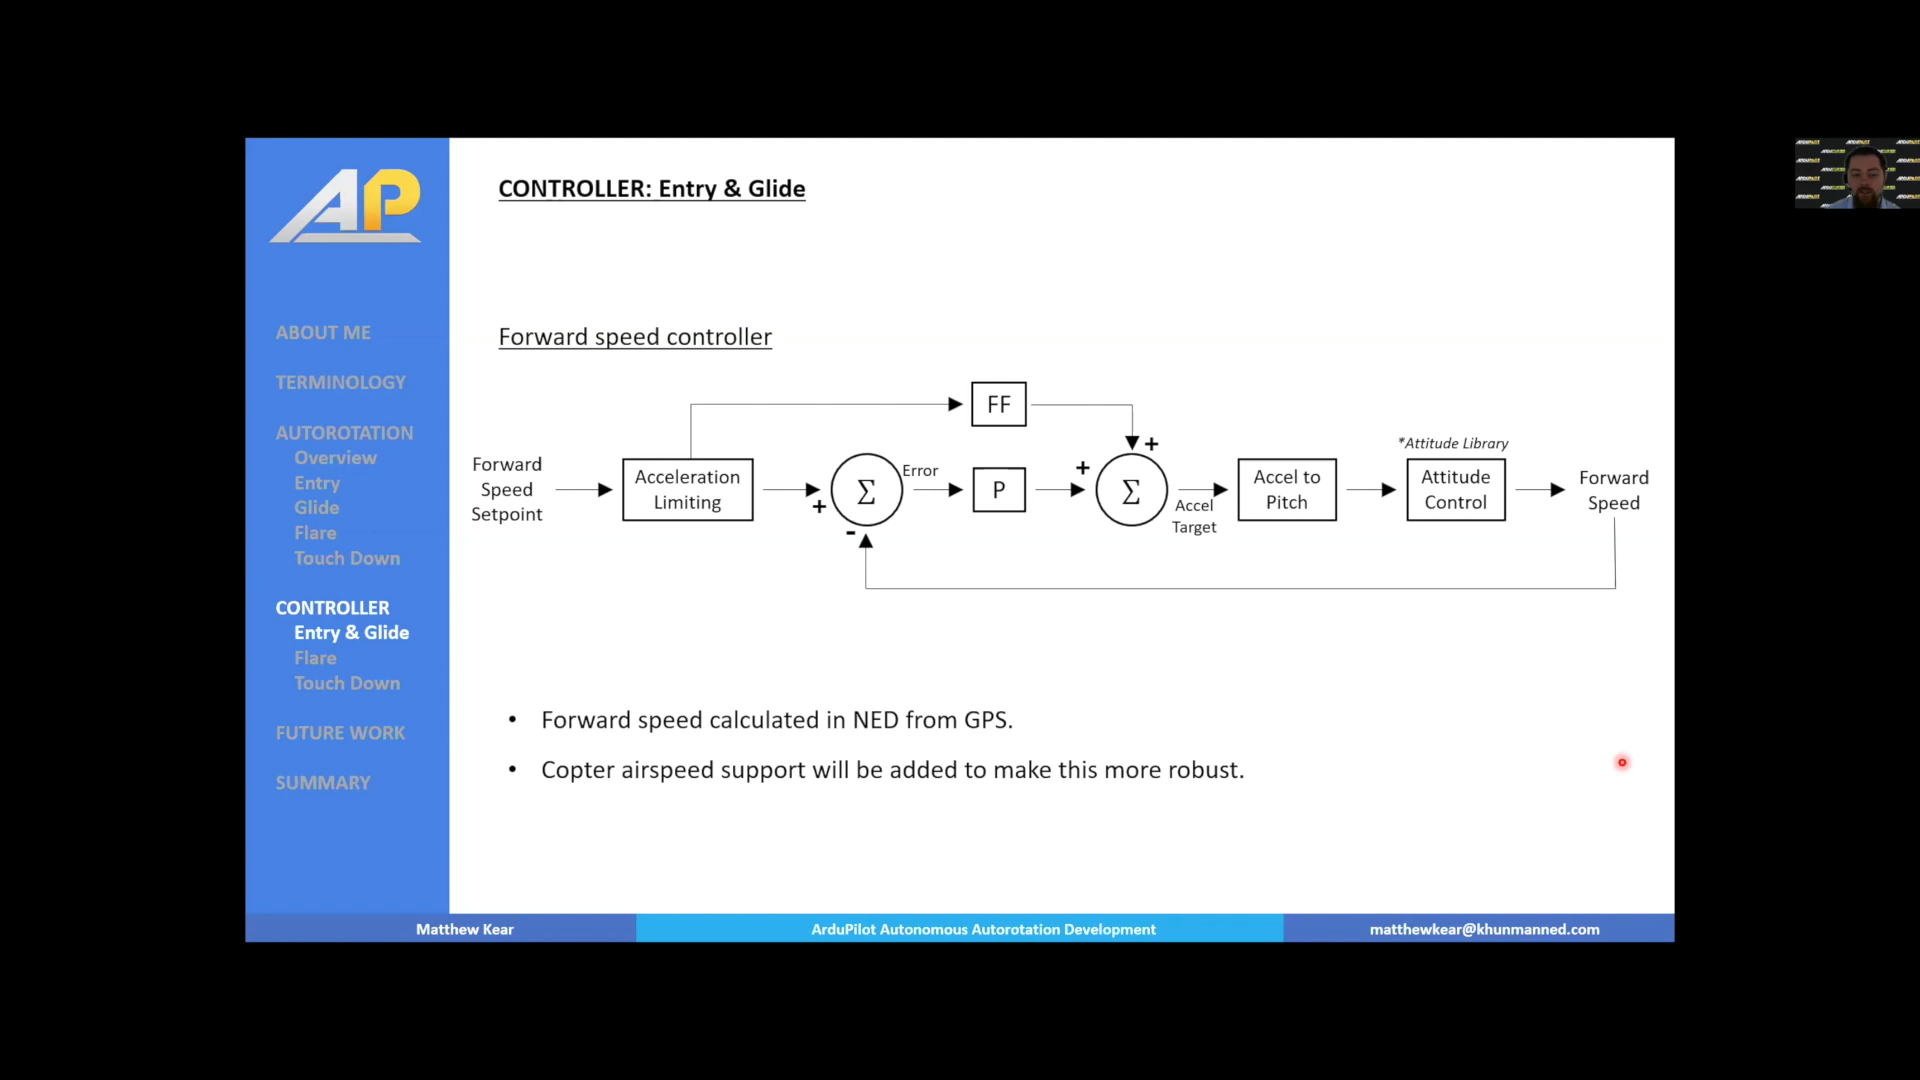 AP
CONTROLLER: Entry & Glide
ABOUT ME
TERMINOLOGY
AUTOROTATION
Overview
Entry
Glide
Flare
Touch Down
CONTROLLER
Entry & Glide
Flare
Touch Down
FUTURE WORK
SUMMARY
Forward speed controller
Forward
Speed
Setpoint
Acceleration
Limiting
FF
+
Σ
-
Error
P
+
+
Σ
Accel
Target
Accel to
Pitch
*Attitude Library
Attitude
Control
Forward
Speed
• Forward speed calculated in NED from GPS.
• Copter airspeed support will be added to make this more robust.
Matthew Kear
ArduPilot Autonomous Autorotation Development
matthewkear@khunmanned.com